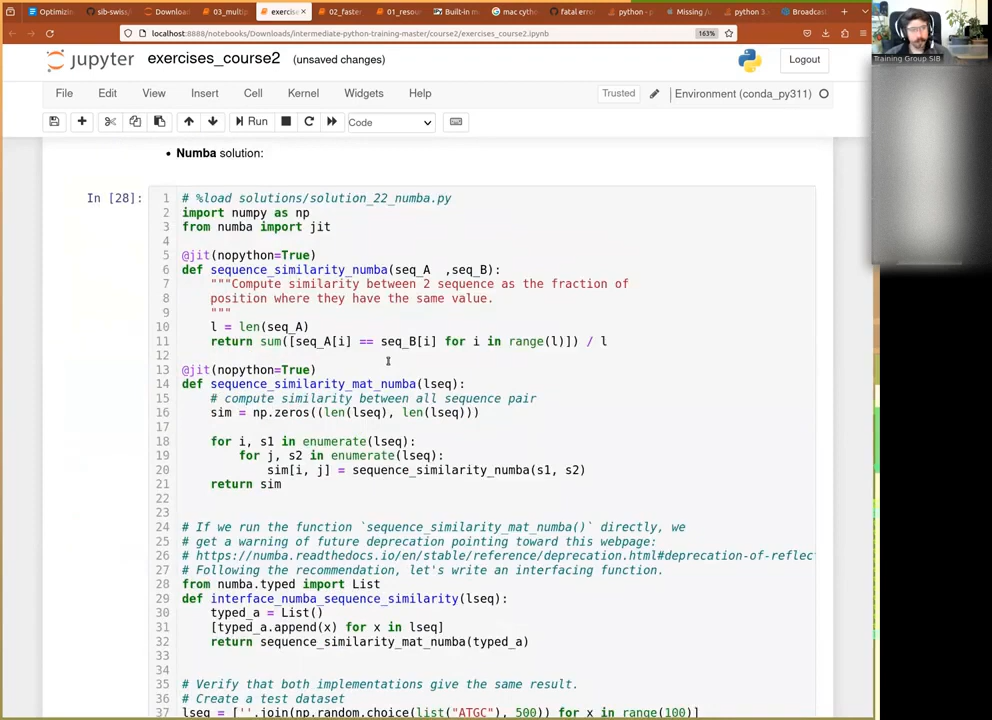 Optimizin
sib-swiss/
Download
03_multip
exercise
02_faster
01_resour
Built-in m
mac cytho
fatal error
python -
Missing /u
python 3.
Broadcast
localhost:8888/notebooks/Downloads/intermediate-python-training-master/course2/exercises_course2.ipynb
163%
Training Group SIB
jupyter exercises_course2 (unsaved changes)
Logout
File Edit View Insert Cell Kernel Widgets Help
Trusted
Environment (conda_py311)
Run
Code
• Numba solution:
In [28]:
1 # %load solutions/solution_22_numba.py
2 import numpy as np
3 from numba import jit
4
5 @jit(nopython=True)
6 def sequence_similarity_numba(seq_A  ,seq_B):
7     """Compute similarity between 2 sequence as the fraction of
8     position where they have the same value.
9     """
10     l = len(seq_A)
11     return sum([seq_A[i] == seq_B[i] for i in range(l)]) / l
12
13 @jit(nopython=True)
14 def sequence_similarity_mat_numba(lseq):
15     # compute similarity between all sequence pair
16     sim = np.zeros((len(lseq), len(lseq)))
17
18     for i, s1 in enumerate(lseq):
19         for j, s2 in enumerate(lseq):
20             sim[i, j] = sequence_similarity_numba(s1, s2)
21     return sim
22
23
24 # If we run the function `sequence_similarity_mat_numba()` directly, we
25 # get a warning of future deprecation pointing toward this webpage:
26 # https://numba.readthedocs.io/en/stable/reference/deprecation.html#deprecation-of-reflec
27 # Following the recommendation, let's write an interfacing function.
28 from numba.typed import List
29 def interface_numba_sequence_similarity(lseq):
30     typed_a = List()
31     [typed_a.append(x) for x in lseq]
32     return sequence_similarity_mat_numba(typed_a)
33
34
35 # Verify that both implementations give the same result.
36 # Create a test dataset
37 lseq = [''.join(np.random.choice(list("ATGC"), 500)) for x in range(100)]